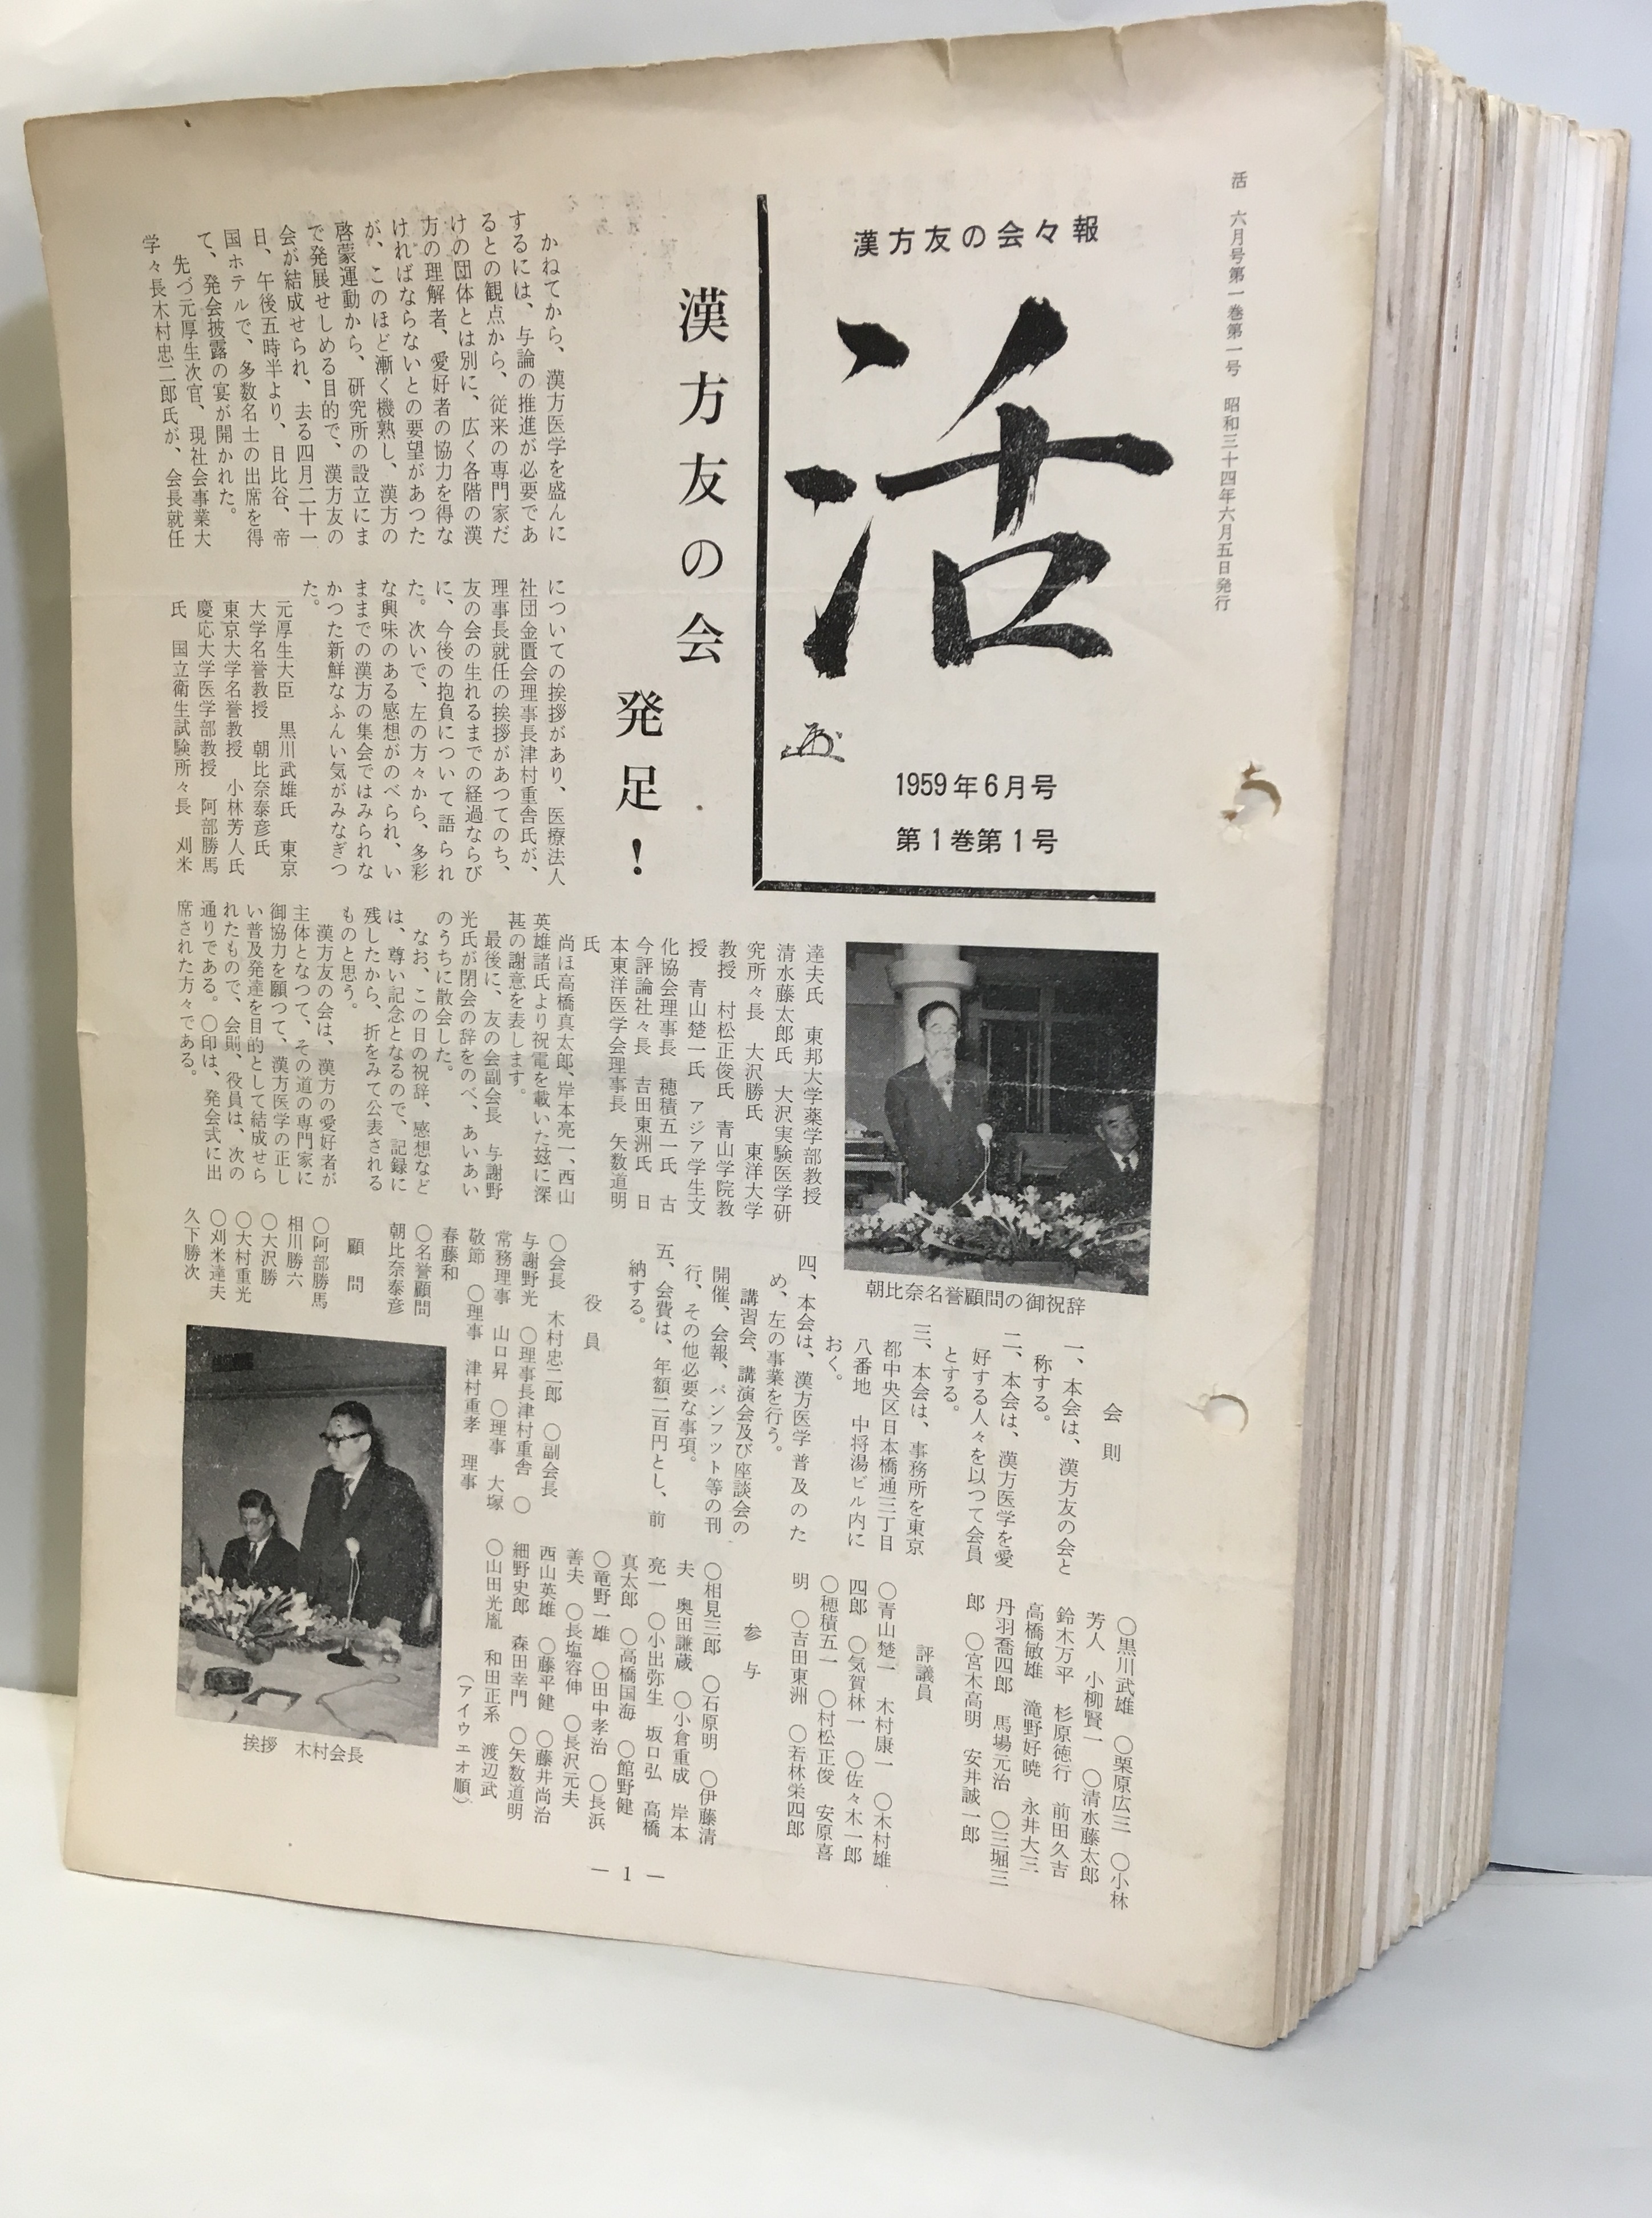 活　六月号第一巻第一号　昭和三十四年六月五日発行
漢方友の会々報
活
1959年6月号
第1巻第1号
漢方友の会
発足！
かねてから、漢方医学を盛んに
するには、与論の推進が必要であ
るとの観点から、従来の専門家だ
けの団体とは別に、広く各階の漢
方の理解者、愛好者の協力を得な
ければならないとの要望があつた
が、このほど漸く機熟し、漢方の
啓蒙運動から、研究所の設立にま
で発展せしめる目的で、漢方友の
会が結成せられ、去る四月二十一
日、午後五時半より、日比谷、帝
国ホテルで、多数名士の出席を得
て、発会披露の宴が開かれた。
先づ元厚生次官、現社会事業大
学々長木村忠二郎氏が、会長就任
についての挨拶があり、医療法人
社団金匱会理事長津村重舎氏が、
理事長就任の挨拶があつてのち、
友の会の生れるまでの経過ならび
に、今後の抱負について語られ
た。次いで、左の方々から、多彩
な興味のある感想がのべられ、い
ままでの漢方の集会ではみられな
かつた新鮮なふんい気がみなぎつ
た。
元厚生大臣　黒川武雄氏　東京
大学名誉教授　朝比奈泰彦氏
東京大学名誉教授　小林芳人氏
慶応大学医学部教授　阿部勝馬
氏　国立衛生試験所々長　刈米
達夫氏　東邦大学薬学部教授
清水藤太郎氏　大沢実験医学研
究所々長　大沢勝氏　東洋大学
教授　村松正俊氏　青山学院教
授　青山楚一氏　アジア学生文
化協会理事長　穂積五一氏　古
今評論社々長　吉田東洲氏　日
本東洋医学会理事長　矢数道明
氏
尚ほ高橋真太郎、岸本亮一、西山
英雄諸氏より祝電を載いた玆に深
甚の謝意を表します。
最後に、友の会副会長　与謝野
光氏が閉会の辞をのべ、あいあい
のうちに散会した。
なお、この日の祝辞、感想など
は、尊い記念となるので、記録に
残したから、折をみて公表される
ものと思う。
漢方友の会は、漢方の愛好者が
主体となつて、その道の専門家に
御協力を願つて、漢方医学の正し
い普及発達を目的として結成せら
れたもので、会則、役員は、次の
通りである。〇印は、発会式に出
席された方々である。
朝比奈名誉顧問の御祝辞
会則
一、本会は、漢方友の会と
称する。
二、本会は、漢方医学を愛
好する人々を以つて会員
とする。
三、本会は、事務所を東京
都中央区日本橋通三丁目
八番地　中将湯ビル内に
おく。
四、本会は、漢方医学普及のた
め、左の事業を行う。
講習会、講演会及び座談会の
開催、会報、パンフット等の刊
行、その他必要な事項。
五、会費は、年額二百円とし、前
納する。
役員
〇会長　木村忠二郎　〇副会長
与謝野光　〇理事長津村重舎　〇
常務理事　山口昇　〇理事　大塚
敬節　〇理事　津村重孝　理事
春藤和
〇名誉顧問
朝比奈泰彦
顧問
〇阿部勝馬
相川勝六
〇大沢勝
〇大村重光
〇刈米達夫
久下勝次
挨拶　木村会長
〇黒川武雄　〇栗原広三　〇小林
芳人　小柳賢一　〇清水藤太郎
鈴木万平　杉原徳行　前田久吉
高橋敏雄　滝野好暁　永井大三
丹羽喬四郎　馬場元治　〇三堀三
郎　〇宮木高明　安井誠一郎
評議員
〇青山楚一　木村康一　〇木村雄
四郎　〇気賀林一　〇佐々木一郎
〇穂積五一　〇村松正俊　安原喜
明　〇吉田東洲　〇若林栄四郎
参与
〇相見三郎　〇石原明　〇伊藤清
夫　奥田謙蔵　〇小倉重成　岸本
亮一　〇小出弥生　坂口弘　高橋
真太郎　〇高橋国海　〇館野健
〇竜野一雄　〇田中孝治　〇長浜
善夫　〇長塩容伸　〇長沢元夫
西山英雄　〇藤平健　〇藤井尚治
細野史郎　森田幸門　〇矢数道明
〇山田光胤　和田正系　渡辺武
（アイウエオ順）
— 1 —